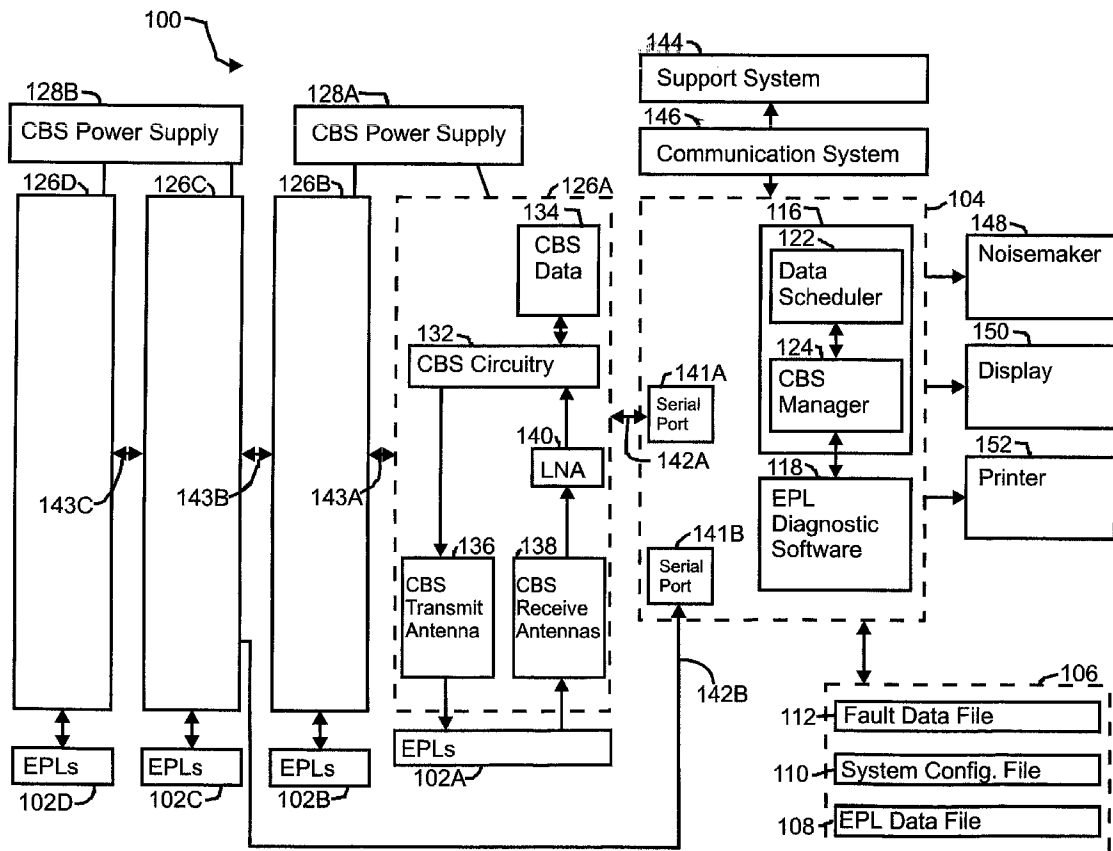 100
128B
CBS Power Supply
128A
CBS Power Supply
144
Support System
146
Communication System
126D
126C
126B
126A
134
CBS
Data
132
CBS Circuitry
140
LNA
136
CBS
Transmit
Antenna
138
CBS
Receive
Antennas
143C
143B
143A
142A
141A
Serial
Port
141B
Serial
Port
142B
104
116
122
Data
Scheduler
124
CBS
Manager
118
EPL
Diagnostic
Software
148
Noisemaker
150
Display
152
Printer
EPLs
102D
EPLs
102C
EPLs
102B
EPLs
102A
106
112
Fault Data File
110
System Config. File
108
EPL Data File